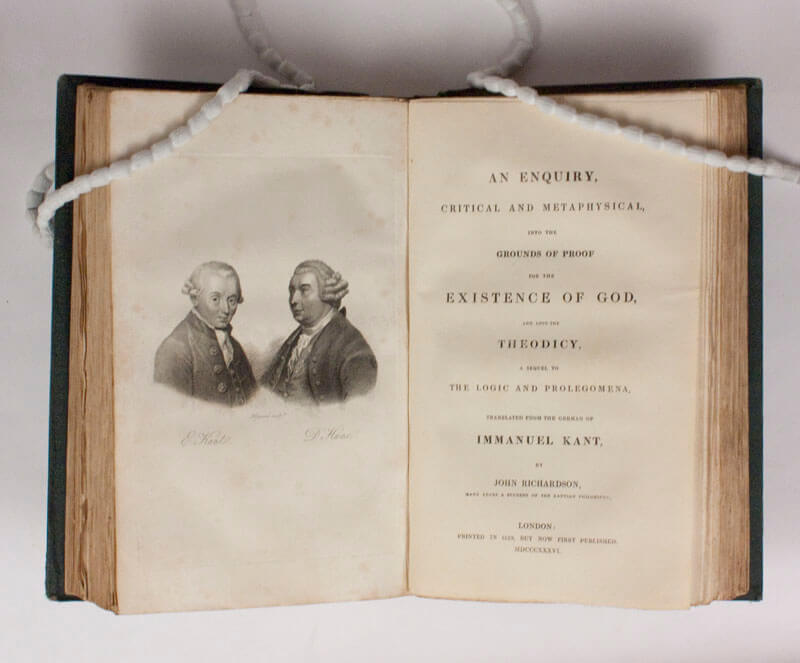 E. Kant.
D. Hume.
AN ENQUIRY,
CRITICAL AND METAPHYSICAL,
INTO THE
GROUNDS OF PROOF
FOR THE
EXISTENCE OF GOD,
AND INTO THE
THEODICY,
A SEQUEL TO
THE LOGIC AND PROLEGOMENA,
TRANSLATED FROM THE GERMAN OF
IMMANUEL KANT,
BY
JOHN RICHARDSON,
MANY YEARS A STUDENT OF THE KANTIAN PHILOSOPHY.
LONDON:
PRINTED IN 1819, BUT NOW FIRST PUBLISHED.
MDCCCXXXVI.